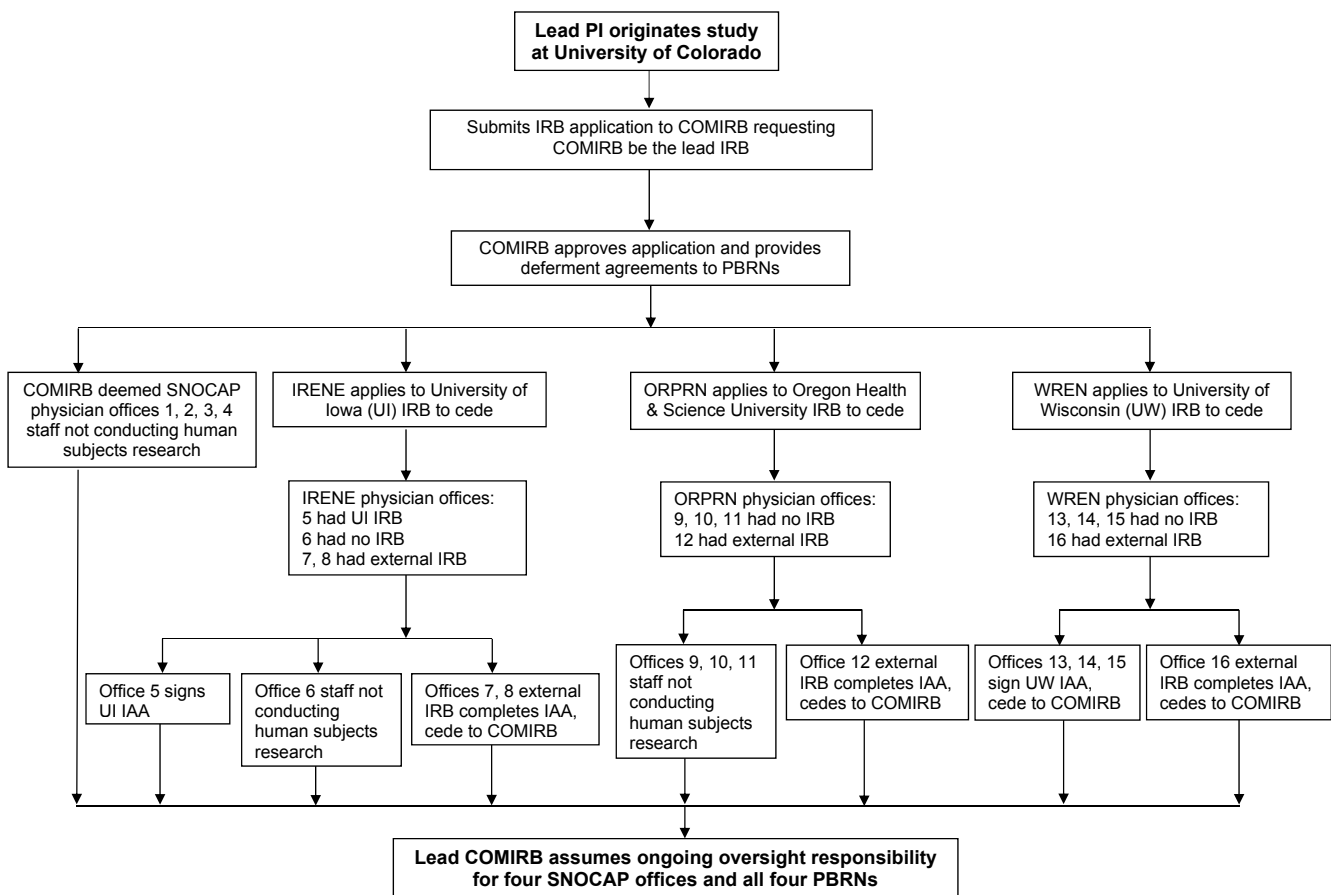 Lead PI originates study
at University of Colorado
Submits IRB application to COMIRB requesting
COMIRB be the lead IRB
COMIRB approves application and provides
deferment agreements to PBRNs
COMIRB deemed SNOCAP
physician offices 1, 2, 3, 4
staff not conducting human
subjects research
IRENE applies to University of
Iowa (UI) IRB to cede
ORPRN applies to Oregon Health
& Science University IRB to cede
WREN applies to University of
Wisconsin (UW) IRB to cede
IRENE physician offices:
5 had UI IRB
6 had no IRB
7, 8 had external IRB
ORPRN physician offices:
9, 10, 11 had no IRB
12 had external IRB
WREN physician offices:
13, 14, 15 had no IRB
16 had external IRB
Office 5 signs
UI IAA
Office 6 staff not
conducting
human subjects
research
Offices 7, 8 external
IRB completes IAA,
cede to COMIRB
Offices 9, 10, 11
staff not
conducting
human subjects
research
Office 12 external
IRB completes IAA,
cedes to COMIRB
Offices 13, 14, 15
sign UW IAA,
cede to COMIRB
Office 16 external
IRB completes IAA,
cedes to COMIRB
Lead COMIRB assumes ongoing oversight responsibility
for four SNOCAP offices and all four PBRNs